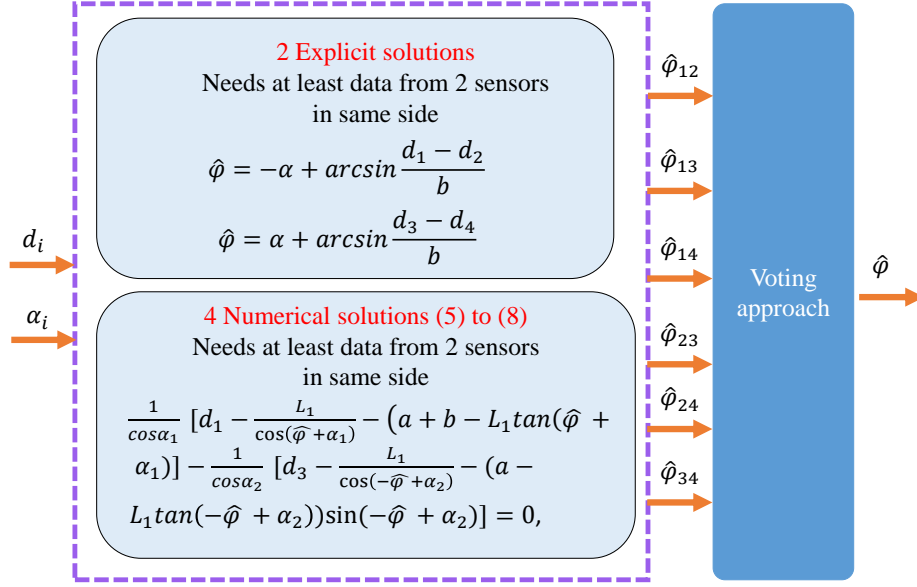 2 Explicit solutions
Needs at least data from 2 sensors
in same side
φ̂ = −α + arcsin (d₁ − d₂)/b
φ̂ = α + arcsin (d₃ − d₄)/b
dᵢ
αᵢ
4 Numerical solutions (5) to (8)
Needs at least data from 2 sensors
in same side
1/cosα₁ [d₁ − L₁/cos(φ̂ +α₁) − (a + b − L₁tan(φ̂ +
α₁)] − 1/cosα₂ [d₃ − L₁/cos(−φ̂ +α₂) − (a −
L₁tan(−φ̂ + α₂))sin(−φ̂ + α₂)] = 0,
φ̂₁₂
φ̂₁₃
φ̂₁₄
φ̂₂₃
φ̂₂₄
φ̂₃₄
Voting
approach
φ̂